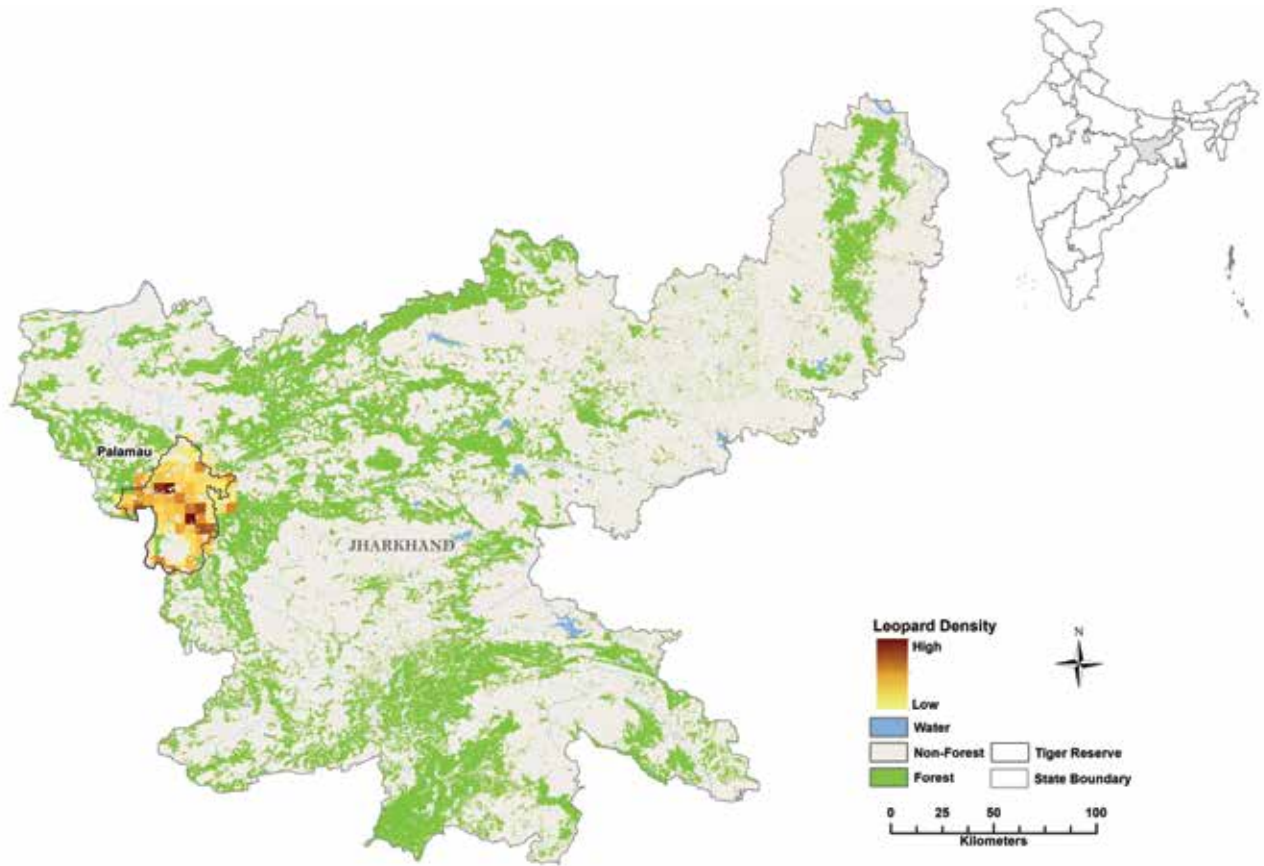 Palamau
JHARKHAND
Leopard Density
High
Low
Water
Non-Forest
Tiger Reserve
Forest
State Boundary
N
0 25 50 100
Kilometers